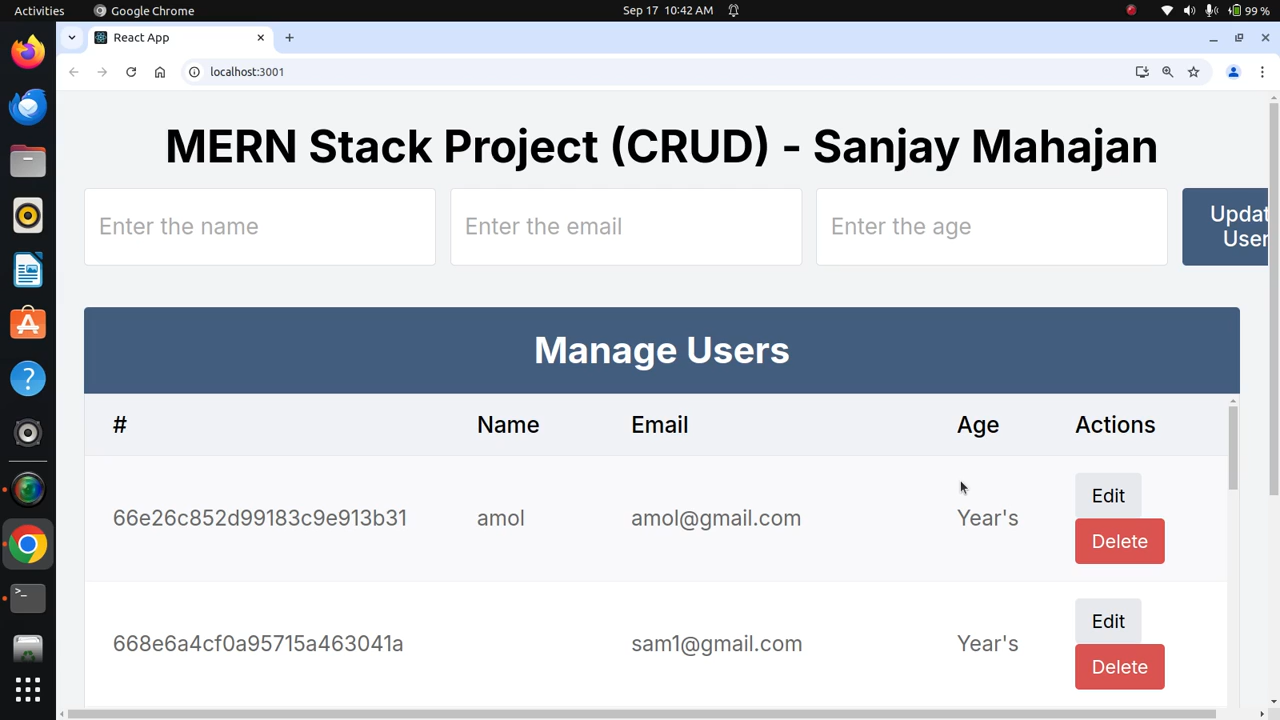 Activities Google Chrome Sep 17 10:42 AM 99 %
React App
localhost:3001
MERN Stack Project (CRUD) - Sanjay Mahajan
Enter the name Enter the email Enter the age Updat
User
Manage Users
# Name Email Age Actions
66e26c852d99183c9e913b31 amol amol@gmail.com Year's Edit
Delete
668e6a4cf0a95715a463041a sam1@gmail.com Year's Edit
Delete